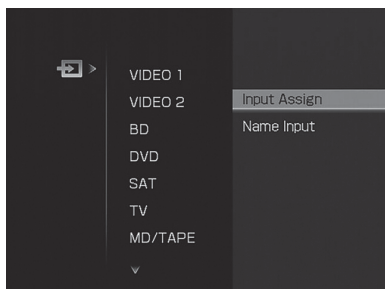 VIDEO 1
VIDEO 2
BD
DVD
SAT
TV
MD/TAPE
Input Assign
Name Input